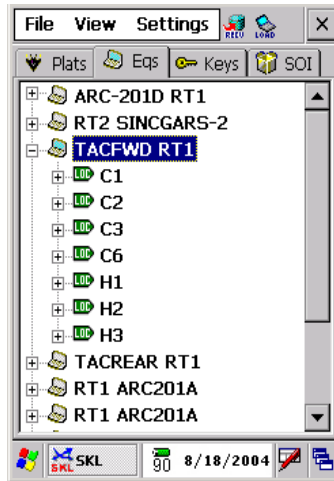 File View Settings RECV LOAD X
Plats Eqs Keys SOI
ARC-201D RT1
RT2 SINCGARS-2
TACFWD RT1
LOC C1
LOC C2
LOC C3
LOC C6
LOC H1
LOC H2
LOC H3
TACREAR RT1
RT1 ARC201A
RT1 ARC201A
SKL SKL 90 8/18/2004